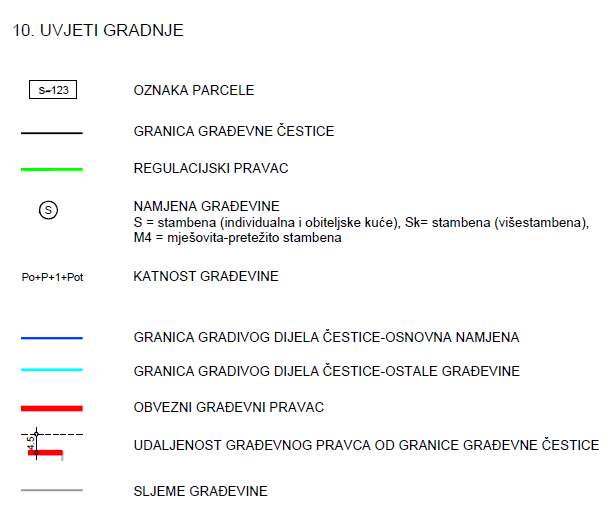 10. UVJETI GRADNJE
S-123 OZNAKA PARCELE
GRANICA GRAĐEVNE ČESTICE
REGULACIJSKI PRAVAC
S NAMJENA GRAĐEVINE
S = stambena (individualna i obiteljske kuće), Sk= stambena (višestambena),
M4 = mješovita-pretežito stambena
Po+P+1+Pot KATNOST GRAĐEVINE
GRANICA GRADIVOG DIJELA ČESTICE-OSNOVNA NAMJENA
GRANICA GRADIVOG DIJELA ČESTICE-OSTALE GRAĐEVINE
OBVEZNI GRAĐEVNI PRAVAC
4.5 UDALJENOST GRAĐEVNOG PRAVCA OD GRANICE GRAĐEVNE ČESTICE
SLJEME GRAĐEVINE